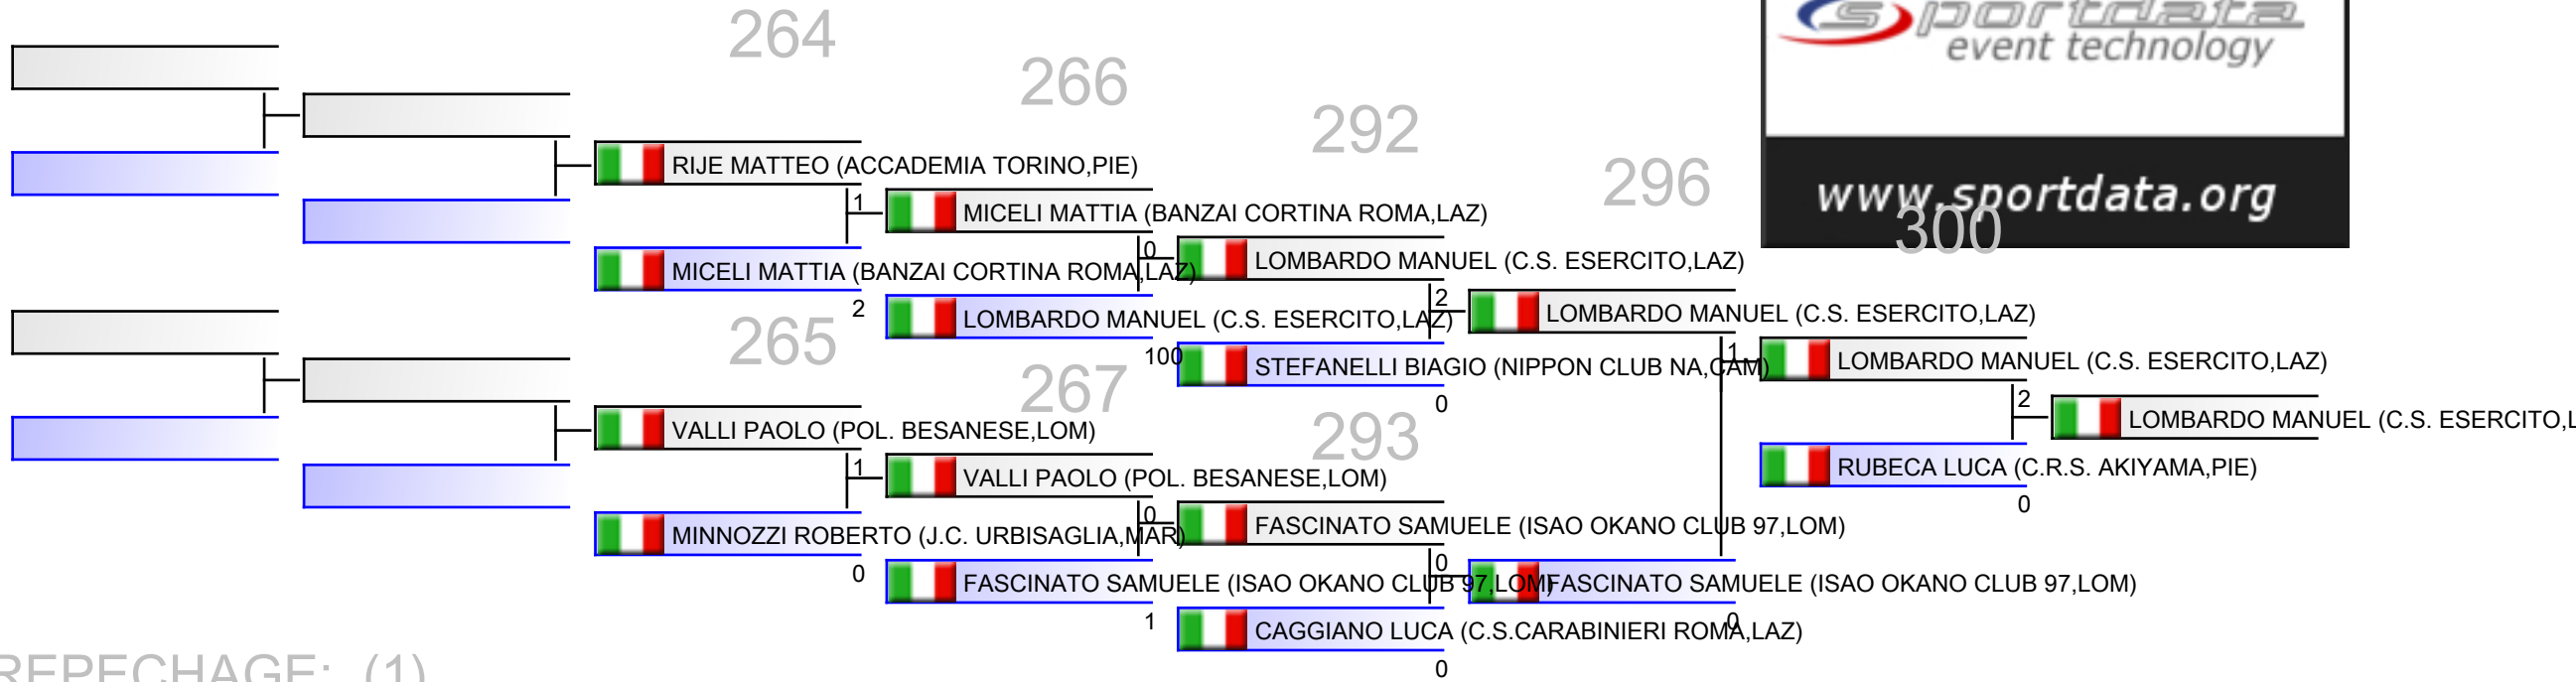 sportdata
event technology
www.sportdata.org
264
266
292
296
300
RIJE MATTEO (ACCADEMIA TORINO,PIE)
1
MICELI MATTIA (BANZAI CORTINA ROMA,LAZ)
0
LOMBARDO MANUEL (C.S. ESERCITO,LAZ)
MICELI MATTIA (BANZAI CORTINA ROMA,LAZ)
2
2
LOMBARDO MANUEL (C.S. ESERCITO,LAZ)
LOMBARDO MANUEL (C.S. ESERCITO,LAZ)
100
265
267
STEFANELLI BIAGIO (NIPPON CLUB NA,CAM)
1
LOMBARDO MANUEL (C.S. ESERCITO,LAZ)
0
293
2
LOMBARDO MANUEL (C.S. ESERCITO,L
VALLI PAOLO (POL. BESANESE,LOM)
1
VALLI PAOLO (POL. BESANESE,LOM)
RUBECA LUCA (C.R.S. AKIYAMA,PIE)
0
0
FASCINATO SAMUELE (ISAO OKANO CLUB 97,LOM)
MINNOZZI ROBERTO (J.C. URBISAGLIA,MAR)
0
0
FASCINATO SAMUELE (ISAO OKANO CLUB 97,LOM)
FASCINATO SAMUELE (ISAO OKANO CLUB 97,LOM)
1
0
CAGGIANO LUCA (C.S.CARABINIERI ROMA,LAZ)
0
REPECHAGE: (1)